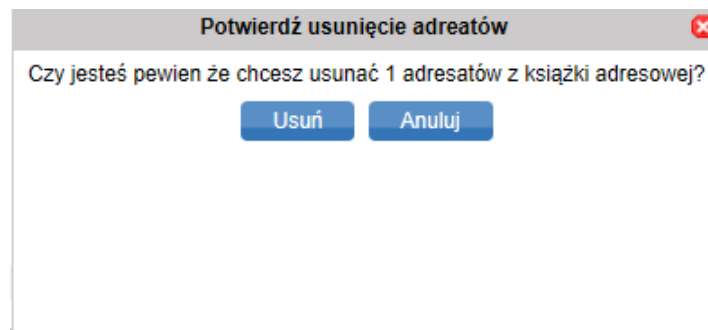 Potwierdź usunięcie adreatów
Czy jesteś pewien że chcesz usunać 1 adresatów z książki adresowej?
Usuń Anuluj